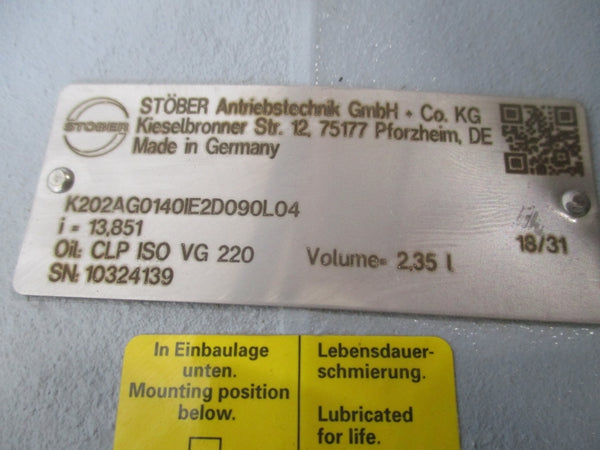 STÖBER
STÖBER Antriebstechnik GmbH + Co. KG
Kieselbronner Str. 12, 75177 Pforzheim, DE
Made in Germany
K202AG0140IE2D090L04
i = 13,851
Oil: CLP ISO VG 220 Volume= 2,35 l
18/31
SN: 10324139
In Einbaulage
unten.
Mounting position
below.
Lebensdauer-
schmierung.
Lubricated
for life.